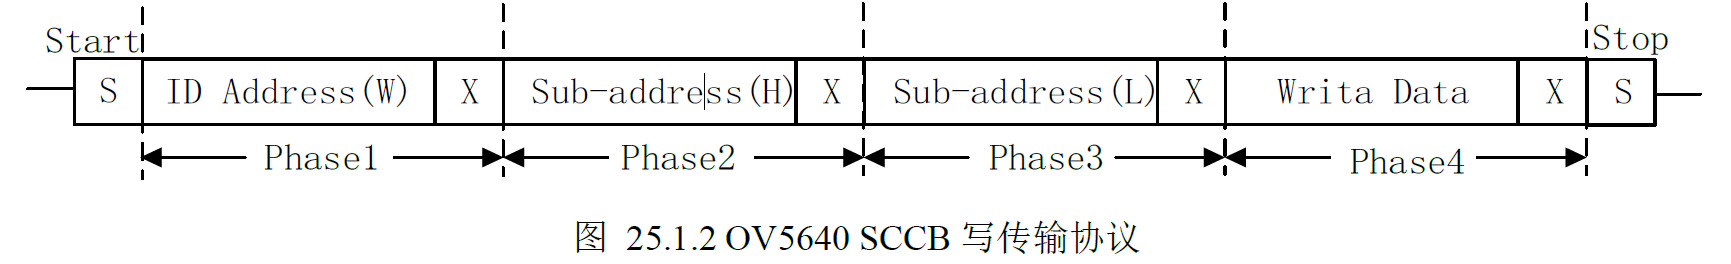 Start
Stop
S ID Address(W) X Sub-address(H) X Sub-address(L) X Writa Data X S
Phase1 Phase2 Phase3 Phase4
图 25.1.2 OV5640 SCCB 写传输协议